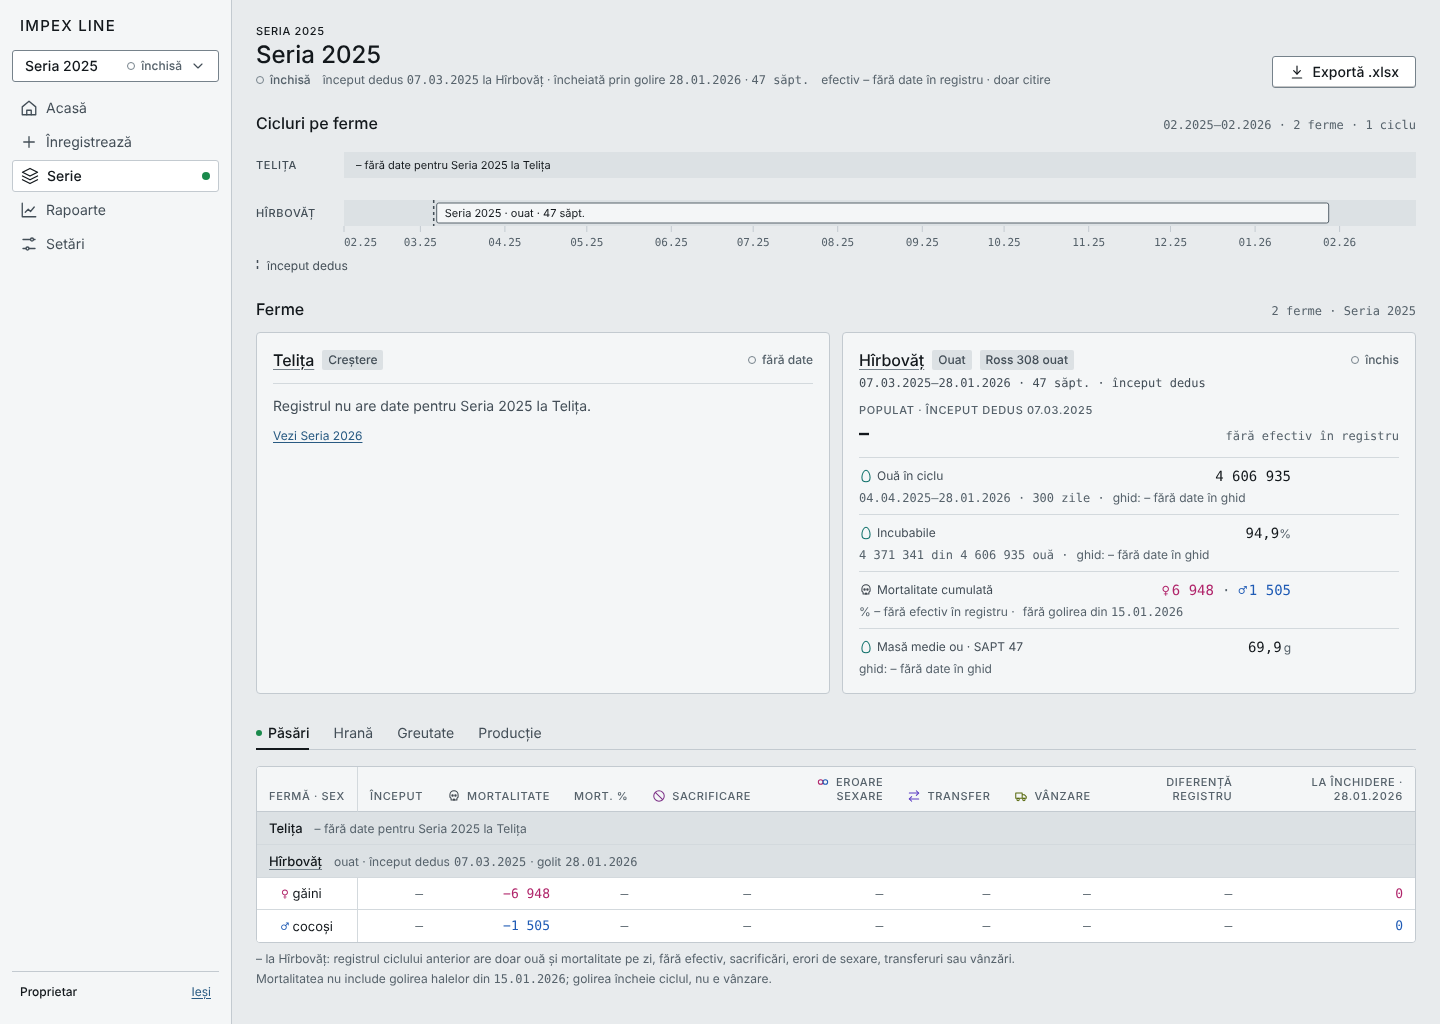 IMPEX LINE
Seria 2025 închisă
Acasă
Înregistrează
Serie
Rapoarte
Setări
Proprietar Ieși
SERIA 2025
Seria 2025
închisă început dedus 07.03.2025 la Hîrbovăț · încheiată prin golire 28.01.2026 · 47 săpt. efectiv – fără date în registru · doar citire
Exportă .xlsx
Cicluri pe ferme 02.2025–02.2026 · 2 ferme · 1 ciclu
TELIȚA – fără date pentru Seria 2025 la Telița
HÎRBOVĂȚ Seria 2025 · ouat · 47 săpt.
02.25 03.25 04.25 05.25 06.25 07.25 08.25 09.25 10.25 11.25 12.25 01.26 02.26
început dedus
Ferme 2 ferme · Seria 2025
Telița Creștere fără date
Registrul nu are date pentru Seria 2025 la Telița.
Vezi Seria 2026
Hîrbovăț Ouat Ross 308 ouat închis
07.03.2025–28.01.2026 · 47 săpt. · început dedus
POPULAT · ÎNCEPUT DEDUS 07.03.2025
– fără efectiv în registru
Ouă în ciclu 4 606 935
04.04.2025–28.01.2026 · 300 zile · ghid: – fără date în ghid
Incubabile 94,9%
4 371 341 din 4 606 935 ouă · ghid: – fără date în ghid
Mortalitate cumulată ♀6 948 · ♂1 505
% – fără efectiv în registru · fără golirea din 15.01.2026
Masă medie ou · SAPT 47 69,9 g
ghid: – fără date în ghid
Păsări Hrană Greutate Producție
FERMĂ · SEX ÎNCEPUT MORTALITATE MORT. % SACRIFICARE EROARE SEXARE TRANSFER VÂNZARE DIFERENȚĂ REGISTRU LA ÎNCHIDERE · 28.01.2026
Telița – fără date pentru Seria 2025 la Telița
Hîrbovăț ouat · început dedus 07.03.2025 · golit 28.01.2026
♀ găini – −6 948 – – – – – – 0
♂ cocoși – −1 505 – – – – – – 0
– la Hîrbovăț: registrul ciclului anterior are doar ouă și mortalitate pe zi, fără efectiv, sacrificări, erori de sexare, transferuri sau vânzări.
Mortalitatea nu include golirea halelor din 15.01.2026; golirea încheie ciclul, nu e vânzare.